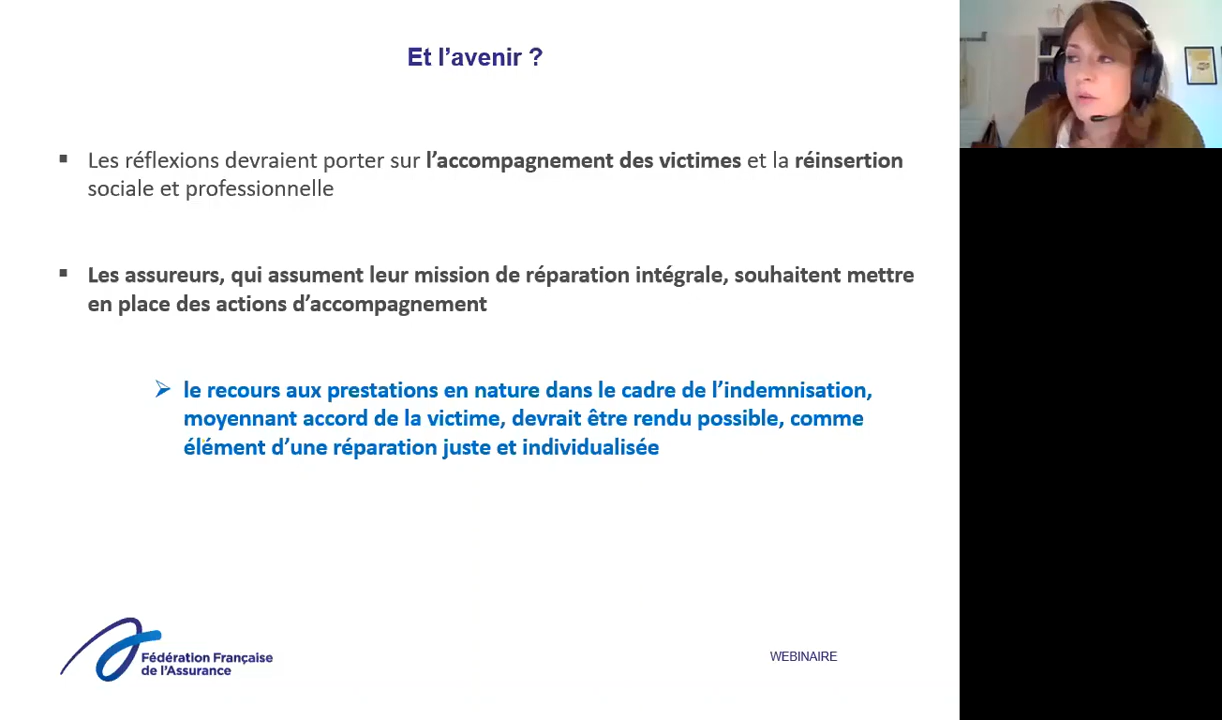 Et l’avenir ?
▪ Les réflexions devraient porter sur l’accompagnement des victimes et la réinsertion
sociale et professionnelle
▪ Les assureurs, qui assument leur mission de réparation intégrale, souhaitent mettre
en place des actions d’accompagnement
➢ le recours aux prestations en nature dans le cadre de l’indemnisation,
moyennant accord de la victime, devrait être rendu possible, comme
élément d’une réparation juste et individualisée
Fédération Française
de l’Assurance
WEBINAIRE